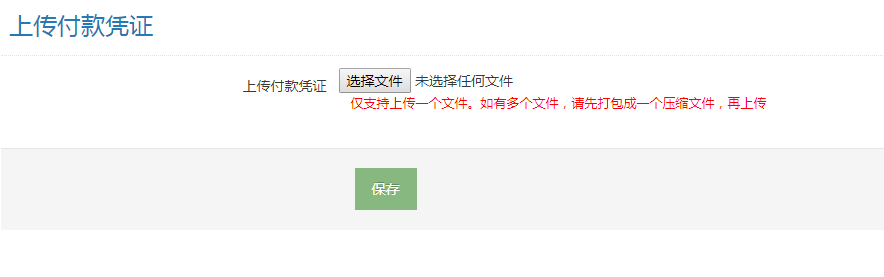 上传付款凭证
上传付款凭证 选择文件 未选择任何文件
仅支持上传一个文件。如有多个文件，请先打包成一个压缩文件，再上传
保存